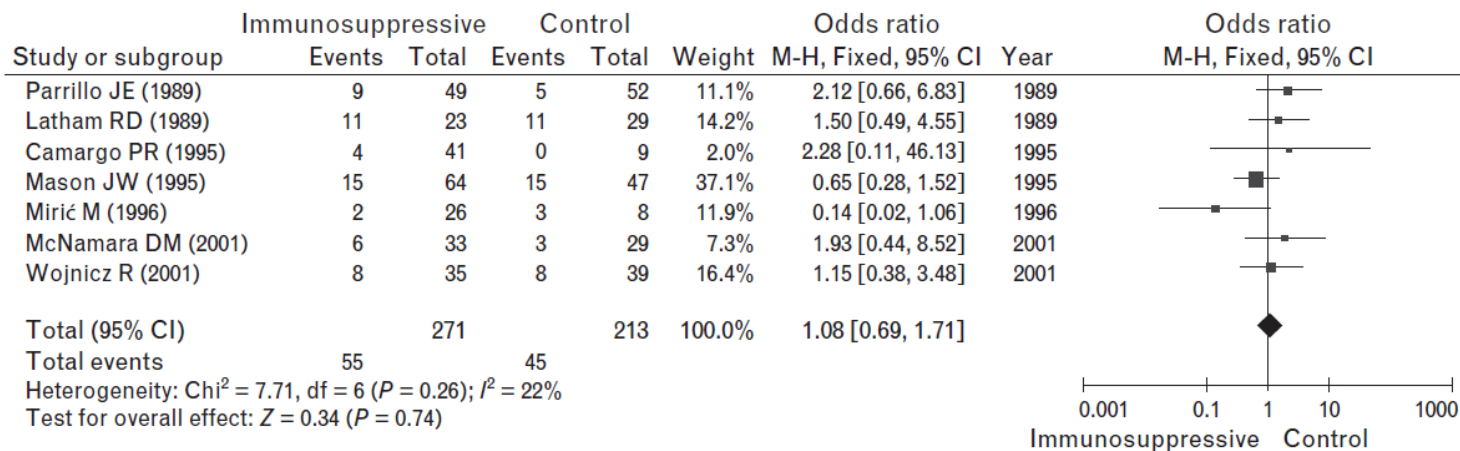 Immunosuppressive Control Odds ratio Odds ratio
Study or subgroup Events Total Events Total Weight M-H, Fixed, 95% CI Year M-H, Fixed, 95% CI
Parrillo JE (1989) 9 49 5 52 11.1% 2.12 [0.66, 6.83] 1989
Latham RD (1989) 11 23 11 29 14.2% 1.50 [0.49, 4.55] 1989
Camargo PR (1995) 4 41 0 9 2.0% 2.28 [0.11, 46.13] 1995
Mason JW (1995) 15 64 15 47 37.1% 0.65 [0.28, 1.52] 1995
Mirić M (1996) 2 26 3 8 11.9% 0.14 [0.02, 1.06] 1996
McNamara DM (2001) 6 33 3 29 7.3% 1.93 [0.44, 8.52] 2001
Wojnicz R (2001) 8 35 8 39 16.4% 1.15 [0.38, 3.48] 2001
Total (95% CI) 271 213 100.0% 1.08 [0.69, 1.71]
Total events 55 45
Heterogeneity: Chi² = 7.71, df = 6 (P = 0.26); I² = 22%
Test for overall effect: Z = 0.34 (P = 0.74)
0.001 0.1 1 10 1000
Immunosuppressive Control